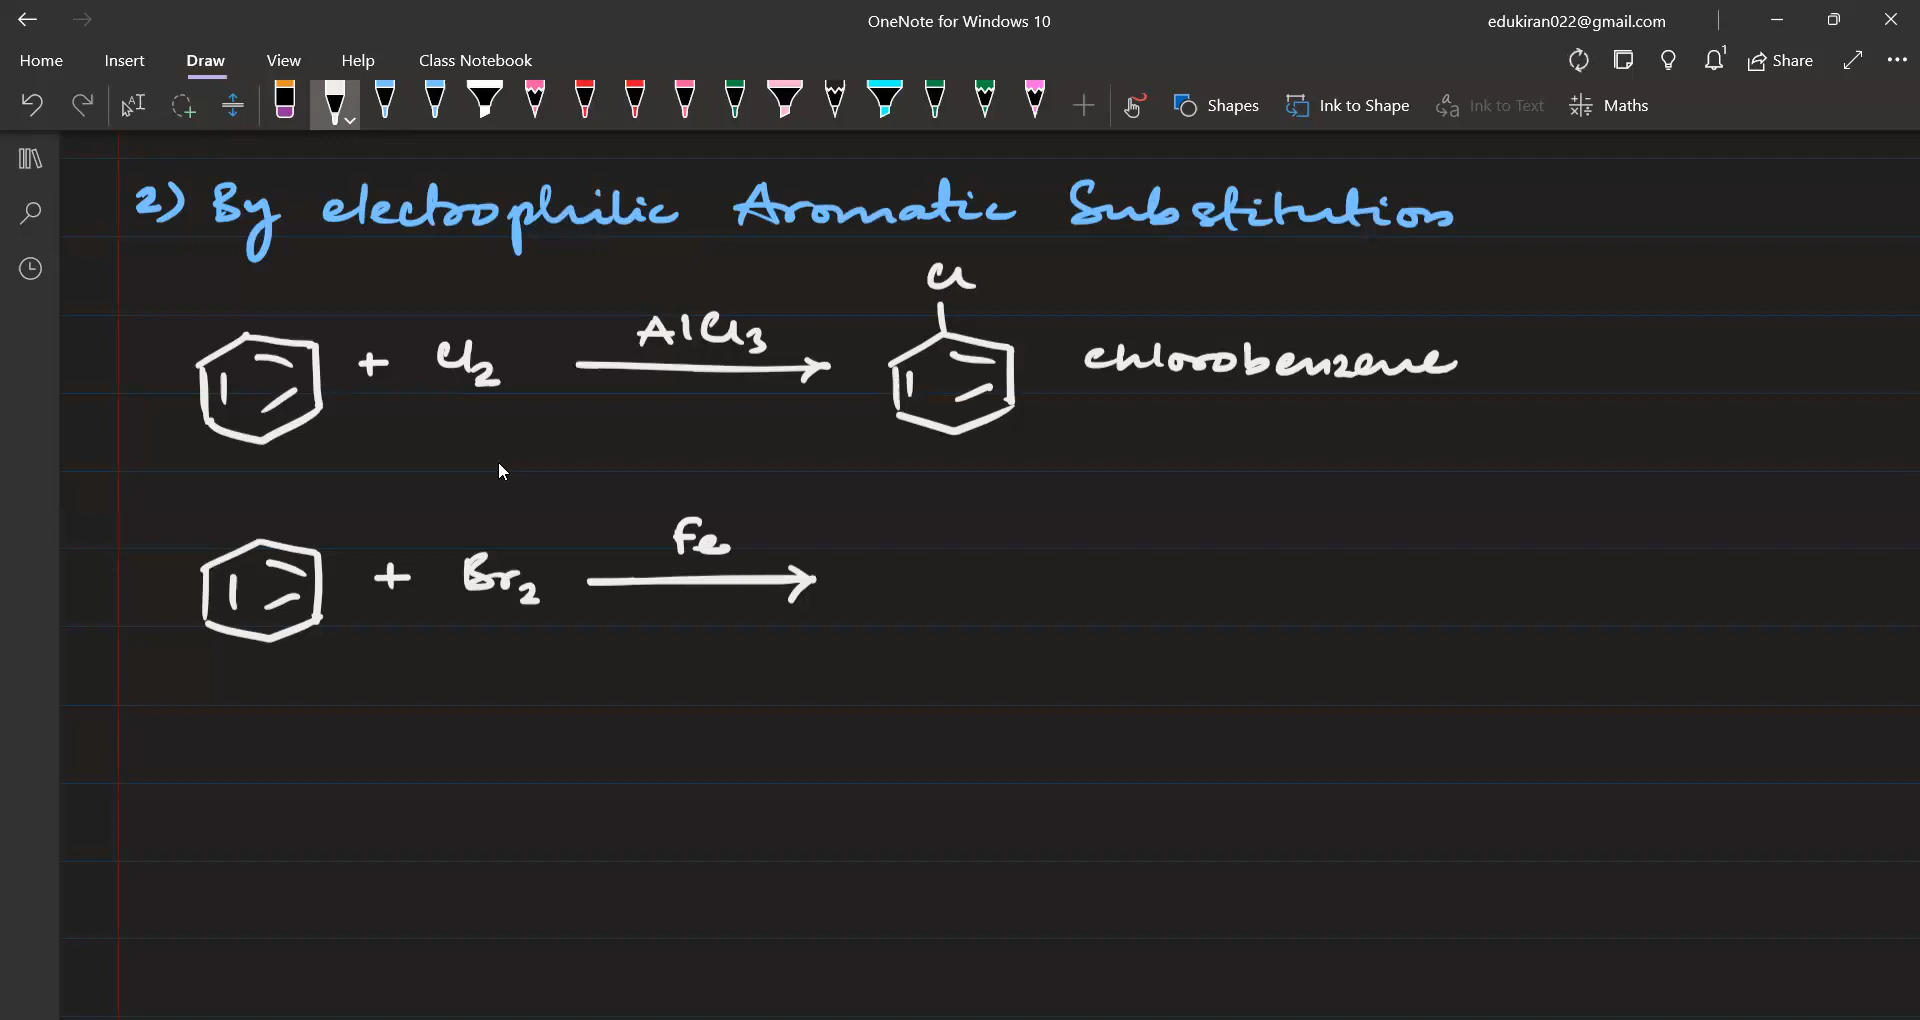 OneNote for Windows 10
edukiran022@gmail.com
Home Insert Draw View Help Class Notebook
1 Share
A Shapes Ink to Shape a a Ink to Text Maths
2) By electrophilic Aromatic Substitution
Cl
+ Cl2 AlCl3 chlorobenzene
+ Br2 Fe